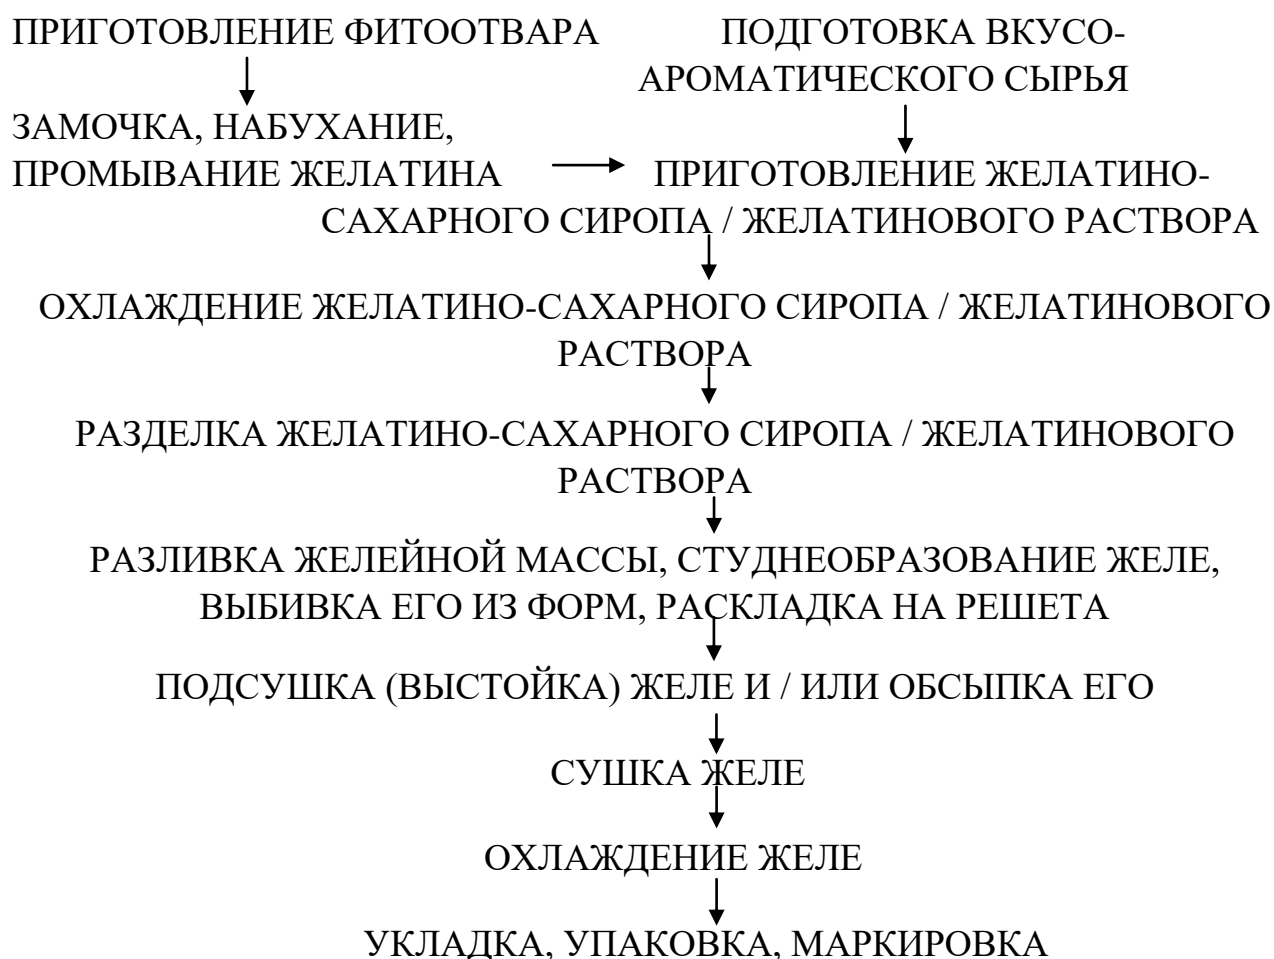 ПРИГОТОВЛЕНИЕ ФИТООТВАРА
ПОДГОТОВКА ВКУСО-
АРОМАТИЧЕСКОГО СЫРЬЯ
ЗАМОЧКА, НАБУХАНИЕ,
ПРОМЫВАНИЕ ЖЕЛАТИНА
ПРИГОТОВЛЕНИЕ ЖЕЛАТИНО-
САХАРНОГО СИРОПА / ЖЕЛАТИНОВОГО РАСТВОРА
ОХЛАЖДЕНИЕ ЖЕЛАТИНО-САХАРНОГО СИРОПА / ЖЕЛАТИНОВОГО
РАСТВОРА
РАЗДЕЛКА ЖЕЛАТИНО-САХАРНОГО СИРОПА / ЖЕЛАТИНОВОГО
РАСТВОРА
РАЗЛИВКА ЖЕЛЕЙНОЙ МАССЫ, СТУДНЕОБРАЗОВАНИЕ ЖЕЛЕ,
ВЫБИВКА ЕГО ИЗ ФОРМ, РАСКЛАДКА НА РЕШЕТА
ПОДСУШКА (ВЫСТОЙКА) ЖЕЛЕ И / ИЛИ ОБСЫПКА ЕГО
СУШКА ЖЕЛЕ
ОХЛАЖДЕНИЕ ЖЕЛЕ
УКЛАДКА, УПАКОВКА, МАРКИРОВКА